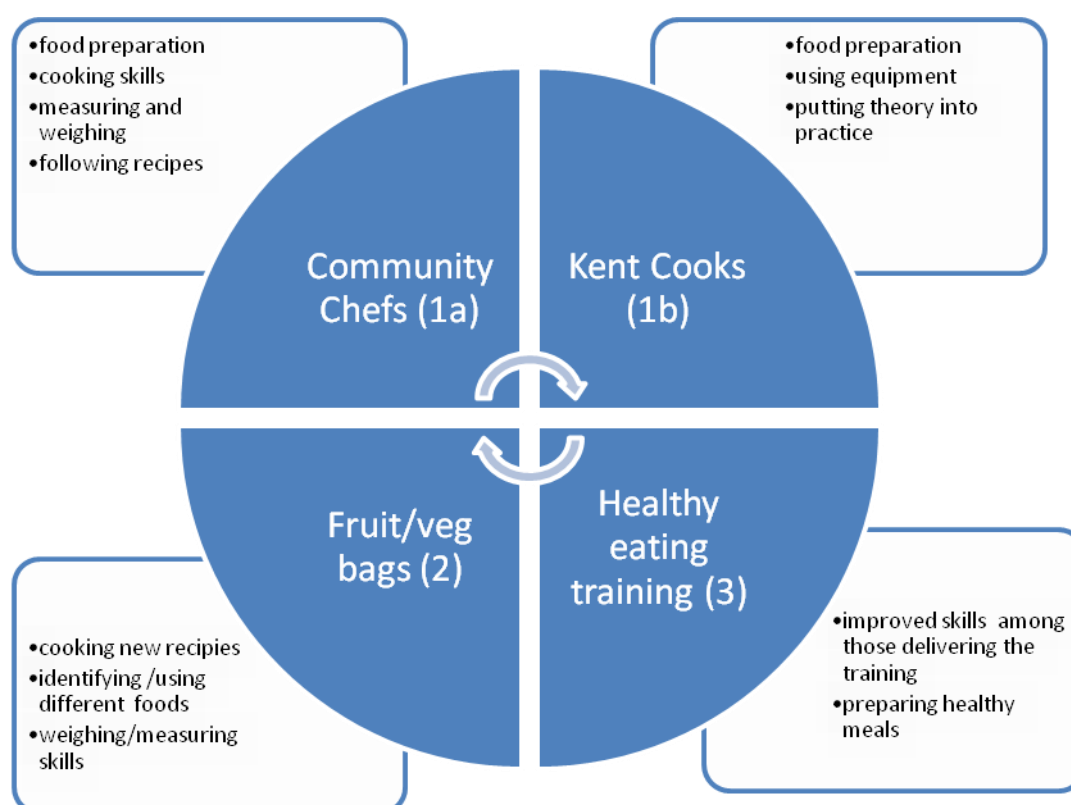 •food preparation
•cooking skills
•measuring and
weighing
•following recipes
•food preparation
•using equipment
•putting theory into
practice
Community
Chefs (1a)
Kent Cooks
(1b)
Fruit/veg
bags (2)
Healthy
eating
training (3)
•cooking new recipies
•identifying /using
different foods
•weighing/measuring
skills
•improved skills among
those delivering the
training
•preparing healthy
meals